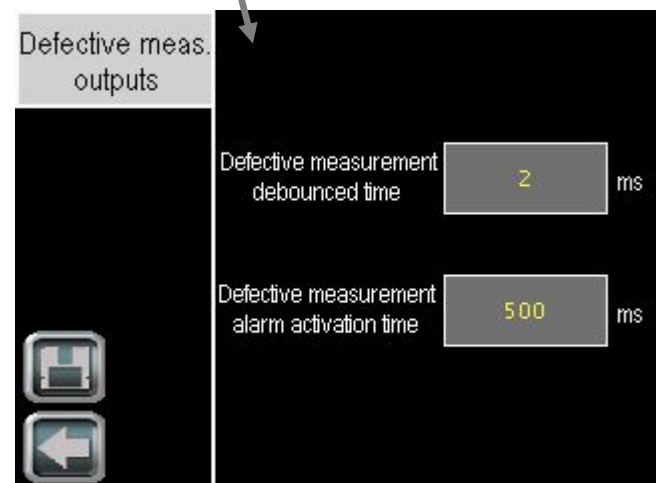 Defective meas.
outputs
Defective measurement
debounced time
2
ms
Defective measurement
alarm activation time
500
ms